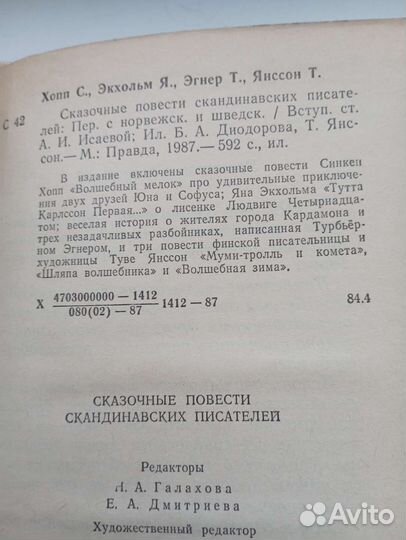 Хопп С., Экхольм Я., Эгнер Т., Янссон Т.
С 42
Сказочные повести скандинавских писате-
лей: Пер. с норвежск. и шведск. / Вступ. ст.
А. И. Исаевой; Ил. Б. А. Диодорова, Т. Янс-
сон.— М.: Правда, 1987.— 592 с., ил.
В издание включены сказочные повести Синкен
Хопп «Волшебный мелок» про удивительные приключе-
ния двух друзей Юна и Софуса; Яна Экхольма «Тутта
Карлссон Первая...» о лисенке Людвиге Четырнадца-
том; веселая история о жителях города Кардамона и
трех незадачливых разбойниках, написанная Турбьёр-
ном Эгнером, и три повести финской писательницы и
художницы Туве Янссон «Муми-тролль и комета»,
«Шляпа волшебника» и «Волшебная зима».
Х 4703000000 — 1412 1412 — 87 84.4
080(02) — 87
СКАЗОЧНЫЕ ПОВЕСТИ
СКАНДИНАВСКИХ ПИСАТЕЛЕЙ
Редакторы
А. Галахова
Е. А. Дмитриева
Художественный редактор
Avito